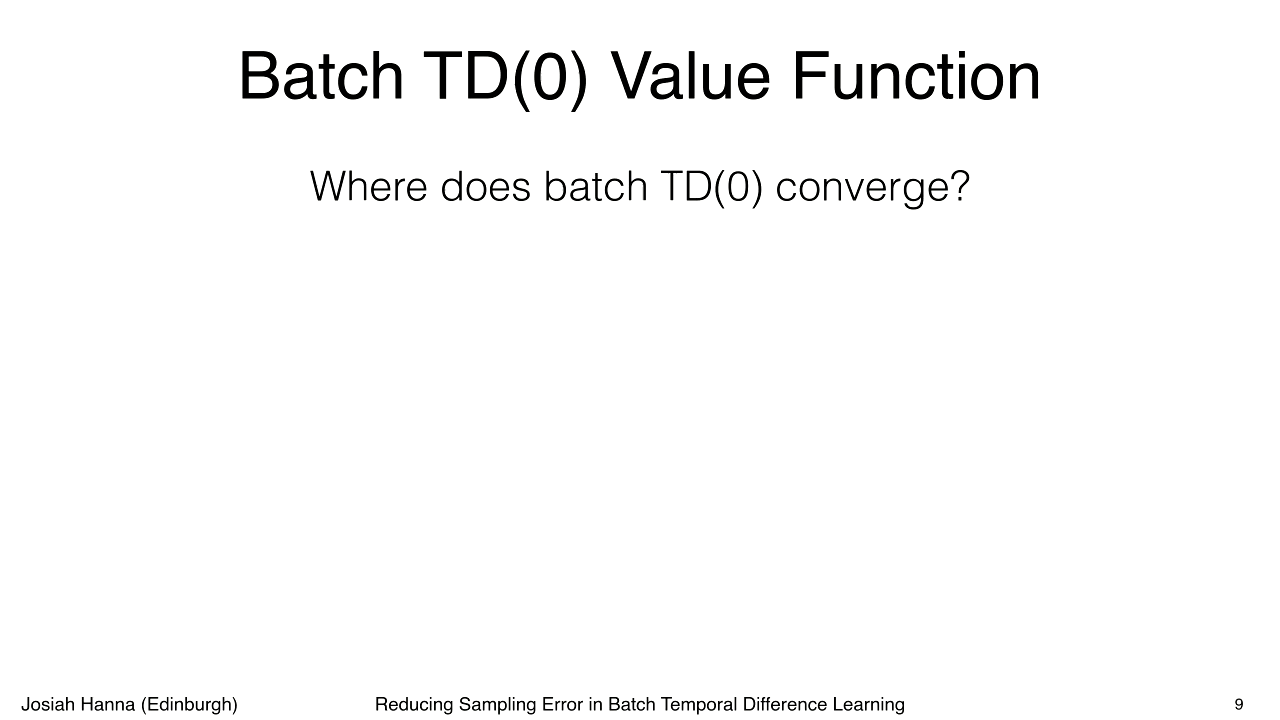 Batch TD(0) Value Function
Where does batch TD(0) converge?
Josiah Hanna (Edinburgh)
Reducing Sampling Error in Batch Temporal Difference Learning
9